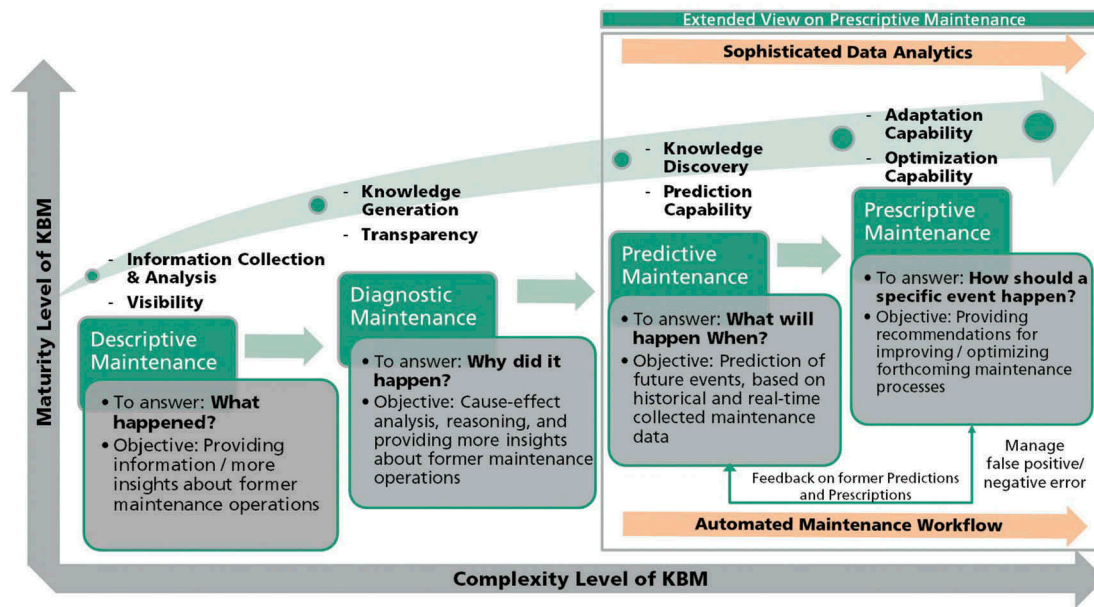 Extended View on Prescriptive Maintenance
Sophisticated Data Analytics
Maturity Level of KBM
- Information Collection
& Analysis
- Visibility
Descriptive
Maintenance
• To answer: What
happened?
• Objective: Providing
information / more
insights about former
maintenance operations
- Knowledge
Generation
- Transparency
Diagnostic
Maintenance
• To answer: Why did it
happen?
• Objective: Cause-effect
analysis, reasoning, and
providing more insights
about former maintenance
operations
- Knowledge
Discovery
- Prediction
Capability
Predictive
Maintenance
• To answer: What will
happen When?
• Objective: Prediction of
future events, based on
historical and real-time
collected maintenance
data
- Adaptation
Capability
- Optimization
Capability
Prescriptive
Maintenance
• To answer: How should a
specific event happen?
• Objective: Providing
recommendations for
improving / optimizing
forthcoming maintenance
processes
Feedback on former Predictions
and Prescriptions
Manage
false positive/
negative error
Automated Maintenance Workflow
Complexity Level of KBM